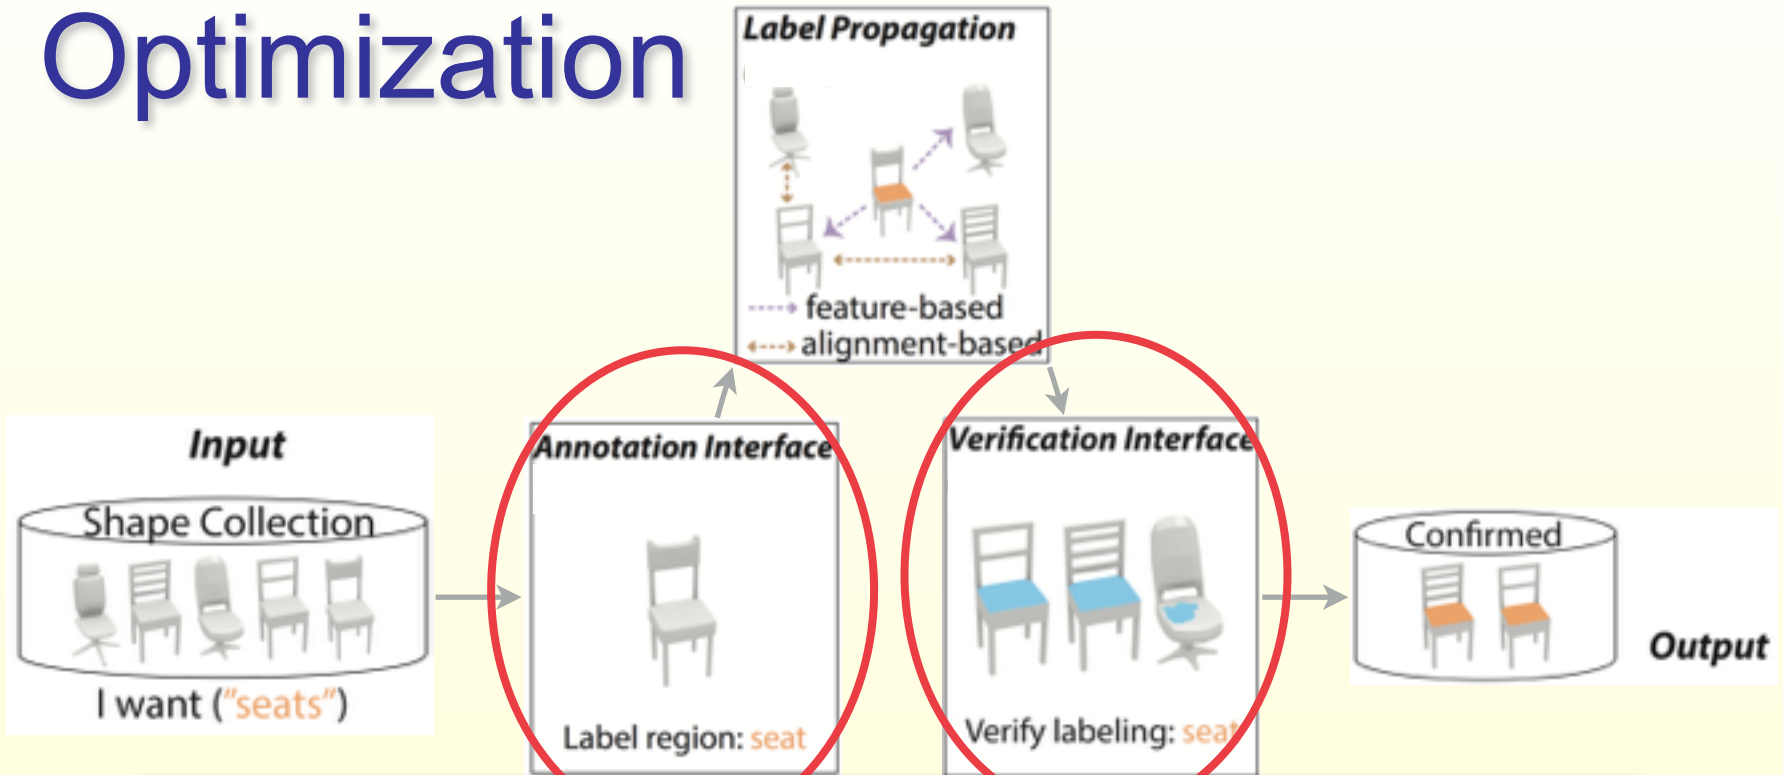 Optimization
Label Propagation
feature-based
alignment-based
Input
Shape Collection
I want ("seats")
Annotation Interface
Label region: seat
Verification Interface
Verify labeling: seat
Confirmed
Output